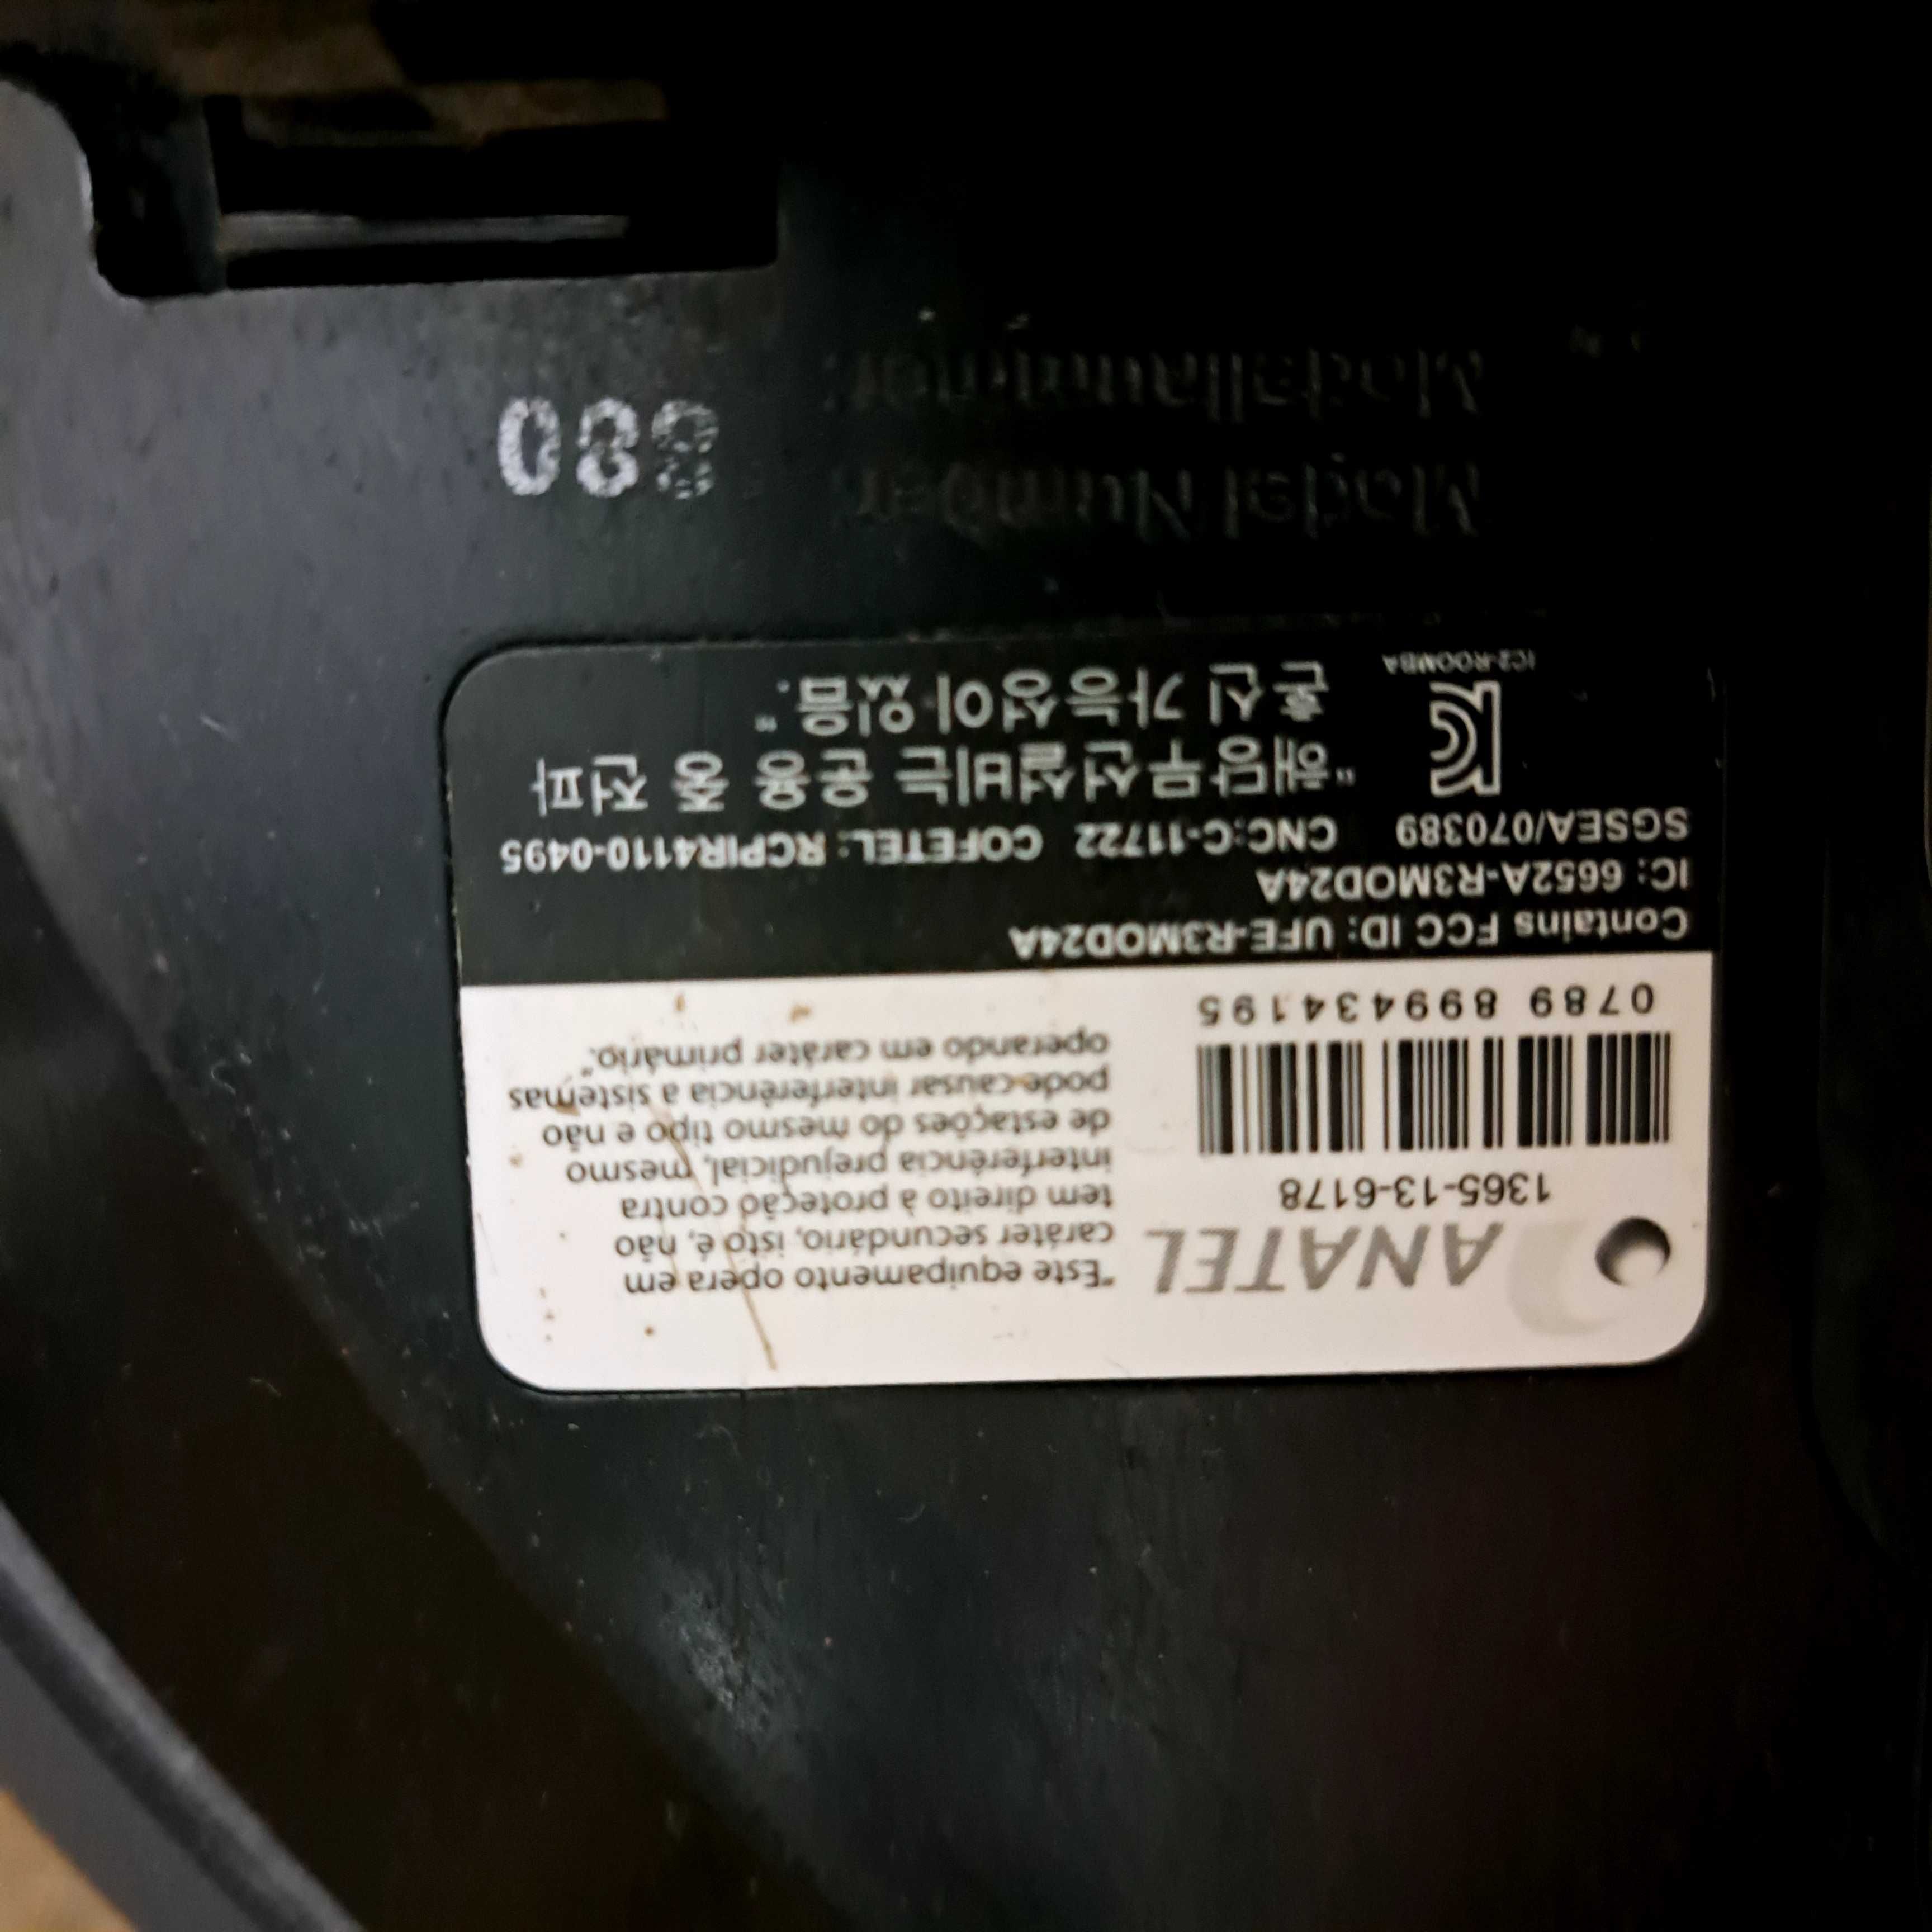 ANATEL
1365-13-6178
0789 899434195
"Este equipamento opera em
caráter secundário, isto é, não
tem direito à proteção contra
interferência prejudicial, mesmo
de estações do mesmo tipo e não
pode causar interferência a sistemas
operando em caráter primário".
Contains FCC ID: UFE-R3MOD24A
IC: 6652A-R3MOD24A
SGSEA/070389 CNC:C-11722 COFETEL: RCPIR4110-0495
IC2-ROOMBA
"해당무선설비는 운용 중 전파
혼신 가능성이 있음."
Model Number:
880
Modellnummer: